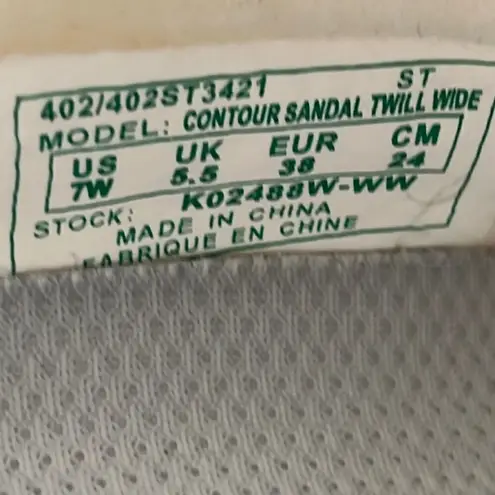 402/402ST3421 ST
MODEL: CONTOUR SANDAL TWILL WIDE
US UK EUR CM
7W 5.5 38 24
STOCK: K02488W-WW
MADE IN CHINA
FABRIQUE EN CHINE